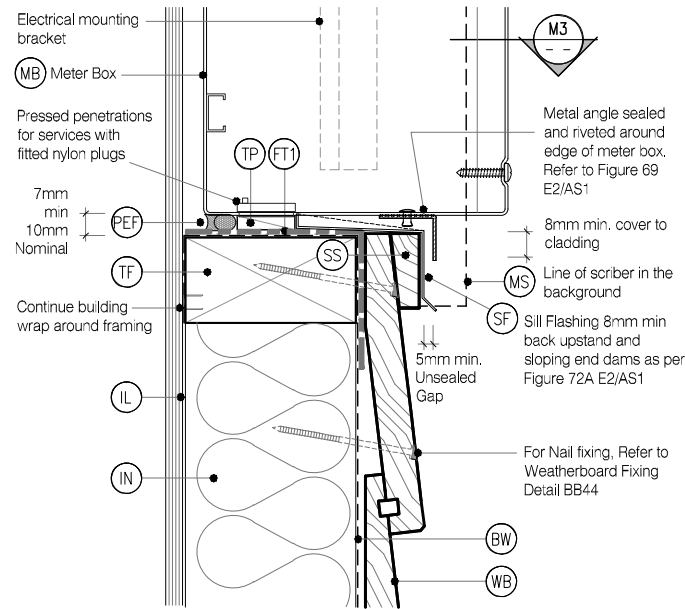 Electrical mounting
bracket
M3
– –
MB Meter Box
Pressed penetrations
for services with
fitted nylon plugs
TP
FT1
Metal angle sealed
and riveted around
edge of meter box.
Refer to Figure 69
E2/AS1
7mm
min
10mm
Nominal
PEF
8mm min. cover to
cladding
SS
TF
MS
Line of scriber in the
background
Continue building
wrap around framing
SF
Sill Flashing 8mm min
back upstand and
sloping end dams as per
Figure 72A E2/AS1
5mm min.
Unsealed
Gap
IL
IN
For Nail fixing, Refer to
Weatherboard Fixing
Detail BB44
BW
WB